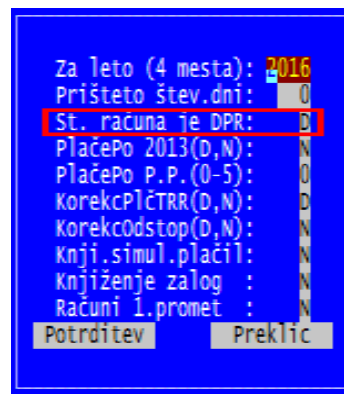 Za leto (4 mesta): 2016
Prišteto štev.dni: 0
St. računa je DPR: D
PlačePo 2013(D,N): N
PlačePo P.P.(0-5): 0
KorekcPlčTRR(D,N): D
KorekcOdstop(D,N): N
Knji.simul.plačil: N
Knjiženje zalog : N
Računi 1.promet : N
Potrditev Preklic